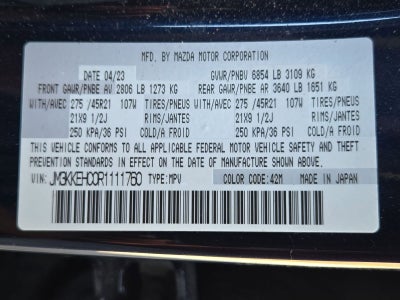 MFD. BY MAZDA MOTOR CORPORATION
DATE 04/23 GVWR/PNBV 6854 LB 3109 KG
FRONT GAWR/PNBE AV 2806 LB 1273 KG REAR GAWR/PNBE AR 3640 LB 1651 KG
WITH/AVEC 275 /45R21 107W TIRES/PNEUS WITH/AVEC 275 /45R21 107W TIRES/PNEUS
21X9 1/2J RIMS/JANTES 21X9 1/2J RIMS/JANTES
250 KPA/36 PSI COLD/A FROID 250 KPA/36 PSI COLD/A FROID
THIS VEHICLE CONFORMS TO ALL APPLICABLE FEDERAL MOTOR VEHICLE SAFETY AND THEFT
PREVENTION STANDARDS IN EFFECT ON THE DATE OF MANUFACTURE SHOWN ABOVE.
VIN: JM3KKEHC0R1111760 TYPE:MPV COLOR CODE:42M MADE IN JAPAN